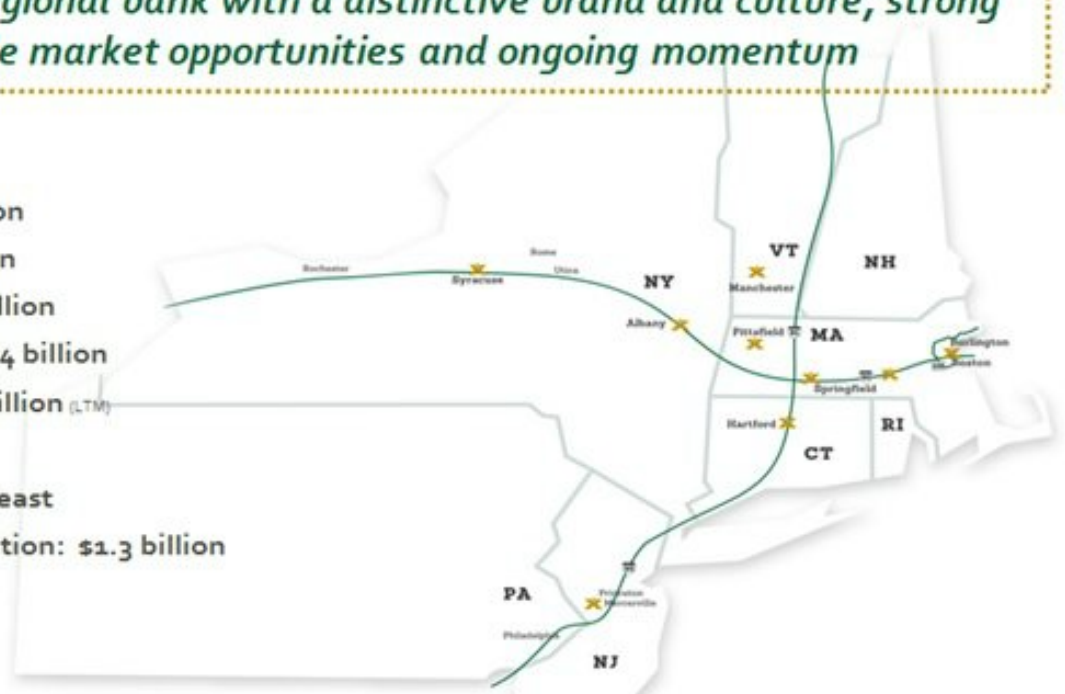 gional bank with a distinctive brand and culture, strong
e market opportunities and ongoing momentum
on
n
llion
4 billion
illion (LTM)
east
tion: $1.3 billion
Rome
Rochester
Utica
Syracuse
NY
VT
NH
Manchester
Albany
Pittsfield
MA
Burlington
Boston
Springfield
Hartford
RI
CT
PA
Princeton
Mercerville
Philadelphia
NJ